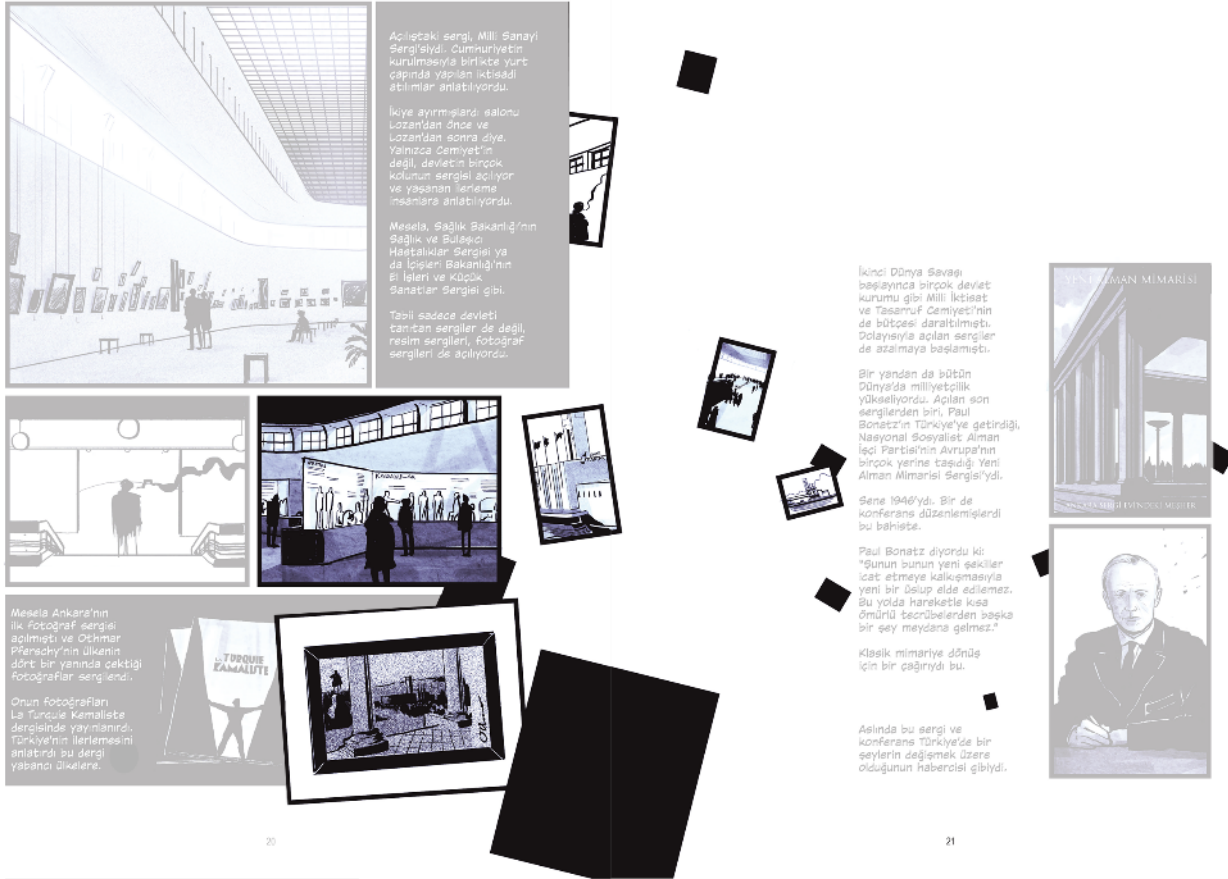 Açılıştaki sergi, Milli Sanayi
Sergi'siydi. Cumhuriyetin
kurulmasıyla birlikte yurt
çapında yapılan iktisadi
atılımlar anlatılıyordu.
İkiye ayırmışlardı salonu
Lozan'dan önce ve
Lozan'dan sonra diye.
Yalnızca Cemiyet'in
değil, devletin birçok
kolunun sergisi açılıyor
ve yaşanan ilerleme
insanlara anlatılıyordu.
Mesela, Sağlık Bakanlığı'nın
Sağlık ve Bulaşıcı
Hastalıklar Sergisi ya
da İçişleri Bakanlığı'nın
El İşleri ve Küçük
Sanatlar Sergisi gibi.
Tabii sadece devleti
tanıtan sergiler de değil,
resim sergileri, fotoğraf
sergileri de açılıyordu.
Mesela Ankara'nın
ilk fotoğraf sergisi
açılmıştı ve Othmar
Pferschy'nin ülkenin
dört bir yanında çektiği
fotoğraflar sergilendi.
Onun fotoğrafları
La Turquie Kemaliste
dergisinde yayınlanırdı.
Türkiye'nin ilerlemesini
anlatırdı bu dergi
yabancı ülkelere.
LA TURQUIE
KAMALISTE
20
İkinci Dünya Savaşı
başlayınca birçok devlet
kurumu gibi Milli İktisat
ve Tasarruf Cemiyeti'nin
de bütçesi daraltılmıştı.
Dolayısıyla açılan sergiler
de azalmaya başlamıştı.
Bir yandan da bütün
Dünya'da milliyetçilik
yükseliyordu. Açılan son
sergilerden biri, Paul
Bonatz'ın Türkiye'ye getirdiği,
Nasyonal Sosyalist Alman
İşçi Partisi'nin Avrupa'nın
birçok yerine taşıdığı Yeni
Alman Mimarisi Sergisi'ydi.
Sene 1946'ydı. Bir de
konferans düzenlemişlerdi
bu bahiste.
Paul Bonatz diyordu ki:
"Şunun bunun yeni şekiller
icat etmeye kalkışmasıyla
yeni bir üslup elde edilemez.
Bu yolda hareketle kısa
ömürlü tecrübelerden başka
bir şey meydana gelmez."
Klasik mimariye dönüş
için bir çağrıydı bu.
Aslında bu sergi ve
konferans Türkiye'de bir
şeylerin değişmek üzere
olduğunun habercisi gibiydi.
YENİ ALMAN MİMARİSİ
ANKARA SERGİ EVİNDEKİ MEDİLER
21